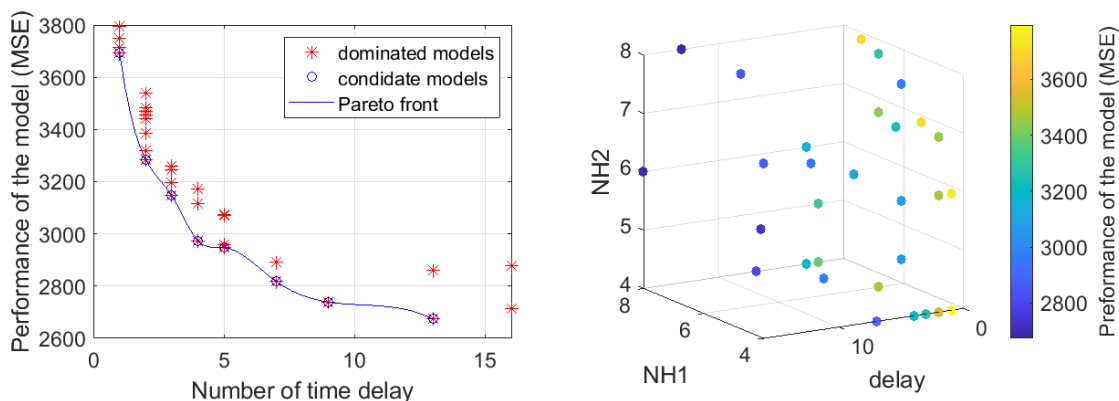 3800
3600
3400
3200
3000
2800
2600
0
5
10
15
Performance of the model (MSE)
Number of time delay
dominated models
condidate models
Pareto front
8
7
6
5
4
NH2
8
6
4
NH1
10
0
delay
3600
3400
3200
3000
2800
Preformance of the model (MSE)